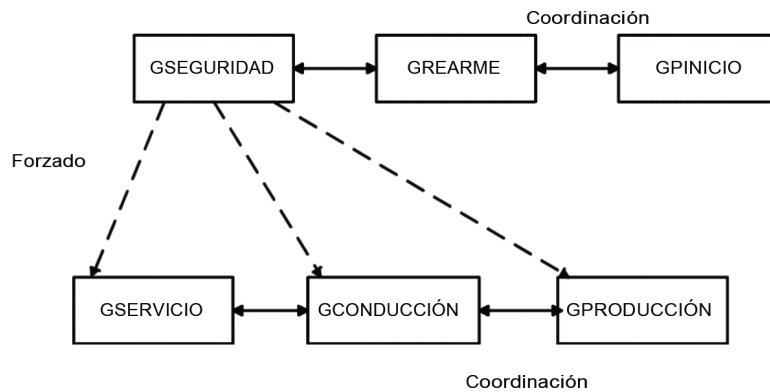 Coordinación
GSEGURIDAD
GREARME
GPINICIO
Forzado
GSERVICIO
GCONDUCCIÓN
GPRODUCCIÓN
Coordinación